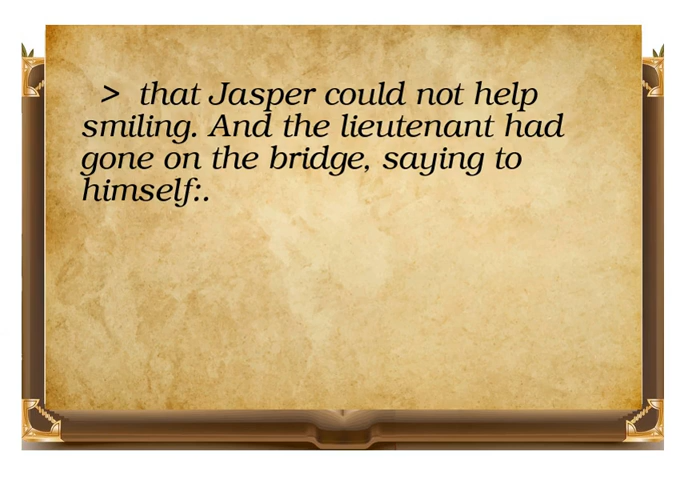 > that Jasper could not help
smiling. And the lieutenant had
gone on the bridge, saying to
himself:.